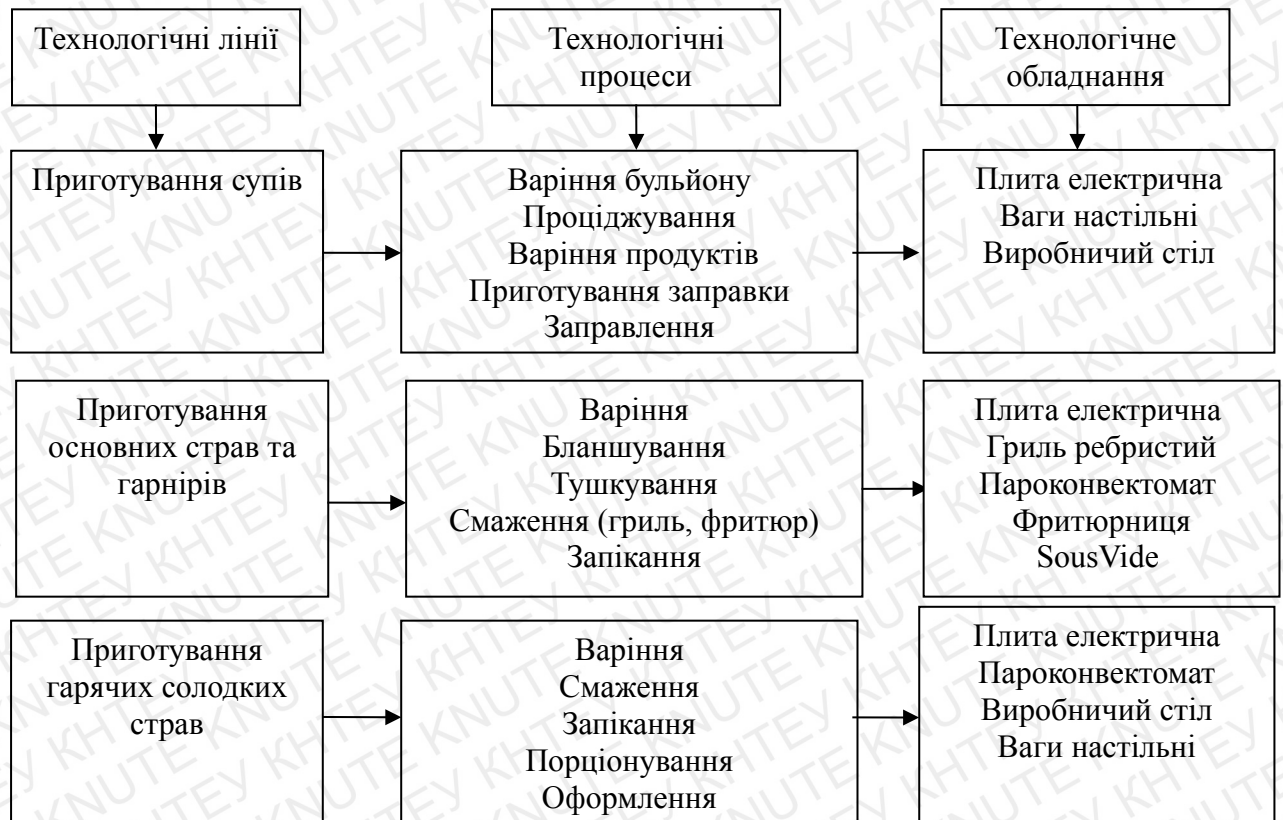 Технологічні лінії
Технологічні
процеси
Технологічне
обладнання
Приготування супів
Варіння бульйону
Проціджування
Варіння продуктів
Приготування заправки
Заправлення
Плита електрична
Ваги настільні
Виробничий стіл
Приготування
основних страв та
гарнірів
Варіння
Бланшування
Тушкування
Смаження (гриль, фритюр)
Запікання
Плита електрична
Гриль ребристий
Пароконвектомат
Фритюрниця
SousVide
Приготування
гарячих солодких
страв
Варіння
Смаження
Запікання
Порціонування
Оформлення
Плита електрична
Пароконвектомат
Виробничий стіл
Ваги настільні